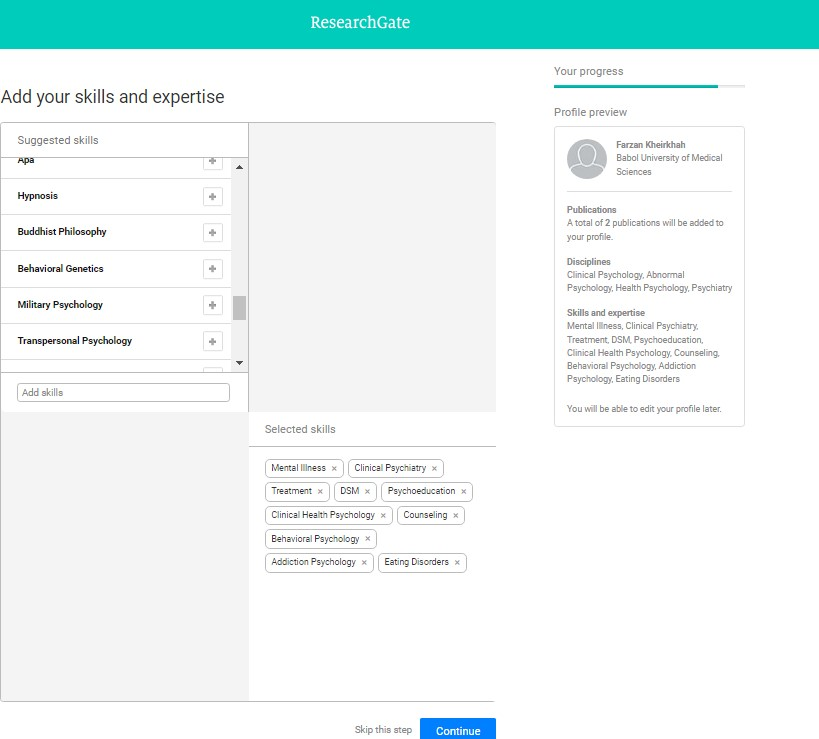 ResearchGate
Add your skills and expertise
Suggested skills
Apa
Hypnosis
Buddhist Philosophy
Behavioral Genetics
Military Psychology
Transpersonal Psychology
Add skills
Selected skills
Mental Illness × Clinical Psychiatry ×
Treatment × DSM × Psychoeducation ×
Clinical Health Psychology × Counseling ×
Behavioral Psychology ×
Addiction Psychology × Eating Disorders ×
Skip this step Continue
Your progress
Profile preview
Farzan Kheirkhah
Babol University of Medical
Sciences
Publications
A total of 2 publications will be added to
your profile.
Disciplines
Clinical Psychology, Abnormal
Psychology, Health Psychology, Psychiatry
Skills and expertise
Mental Illness, Clinical Psychiatry,
Treatment, DSM, Psychoeducation,
Clinical Health Psychology, Counseling,
Behavioral Psychology, Addiction
Psychology, Eating Disorders
You will be able to edit your profile later.